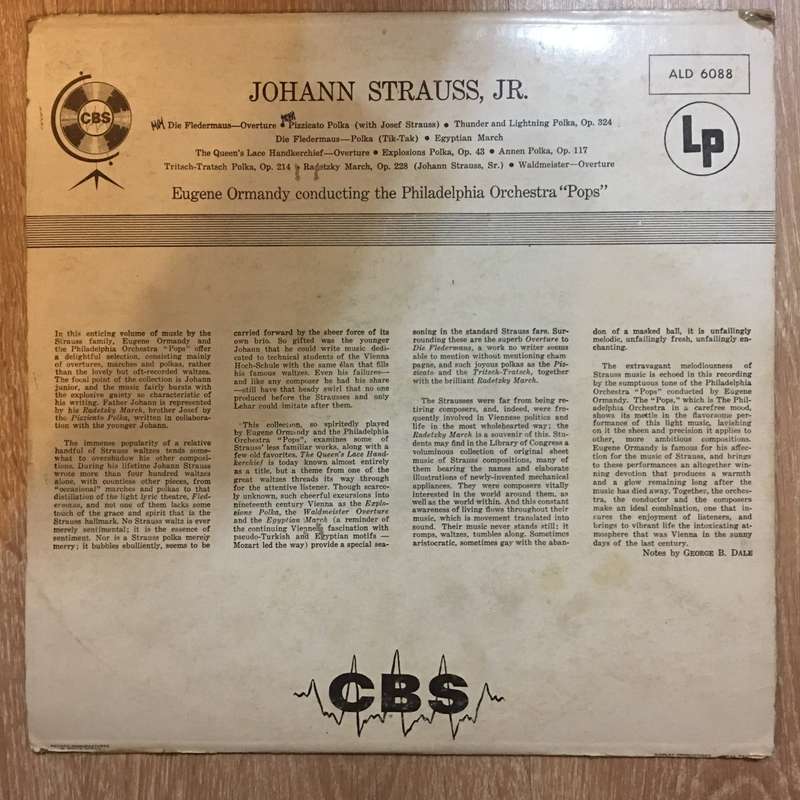 CBS
JOHANN STRAUSS, JR.
ALD 6088
Lp
Die Fledermaus—Overture • Pizzicato Polka (with Josef Strauss) • Thunder and Lightning Polka, Op. 324
Die Fledermaus—Polka (Tik-Tak) • Egyptian March
The Queen's Lace Handkerchief—Overture • Explosions Polka, Op. 43 • Annen Polka, Op. 117
Tritsch-Tratsch Polka, Op. 214 • Radetzky March, Op. 228 (Johann Strauss, Sr.) • Waldmeister—Overture
Eugene Ormandy conducting the Philadelphia Orchestra "Pops"
In this enticing volume of music by the
Strauss family, Eugene Ormandy and
the Philadelphia Orchestra "Pops" offer
a delightful selection, consisting mainly
of overtures, marches and polkas, rather
than the lovely but oft-recorded waltzes.
The focal point of the collection is Johann
junior, and the music fairly bursts with
the explosive gaiety so characteristic of
his writing. Father Johann is represented
by his Radetzky March, brother Josef by
the Pizzicato Polka, written in collabora-
tion with the younger Johann.
The immense popularity of a relative
handful of Strauss waltzes tends some-
what to overshadow his other composi-
tions. During his lifetime Johann Strauss
wrote more than four hundred waltzes
alone, with countless other pieces, from
"occasional" marches and polkas to that
distillation of the light lyric theatre, Fled-
ermaus, and not one of them lacks some
touch of the grace and spirit that is the
Strauss hallmark. No Strauss waltz is ever
merely sentimental; it is the essence of
sentiment. Nor is a Strauss polka merely
merry; it bubbles ebulliently, seems to be
carried forward by the sheer force of its
own brio. So gifted was the younger
Johann that he could write music dedi-
cated to technical students of the Vienna
Hoch-Schule with the same élan that fills
his famous waltzes. Even his failures—
and like any composer he had his share
—still have that heady swirl that no one
produced before the Strausses and only
Lehar could imitate after them.
This collection, so spiritedly played
by Eugene Ormandy and the Philadelphia
Orchestra "Pops", examines some of
Strauss' less familiar works, along with a
few old favorites. The Queen's Lace Hand-
kerchief is today known almost entirely
as a title, but a theme from one of the
great waltzes threads its way through
for the attentive listener. Though scarce-
ly unknown, such cheerful excursions into
nineteenth century Vienna as the Explo-
sions Polka, the Waldmeister Overture
and the Egyptian March (a reminder of
the continuing Viennese fascination with
pseudo-Turkish and Egyptian motifs —
Mozart led the way) provide a special sea-
soning in the standard Strauss fare. Sur-
rounding these are the superb Overture to
Die Fledermaus, a work no writer seems
able to mention without mentioning cham
pagne, and such joyous polkas as the Piz-
zicato and the Tritsch-Tratsch, together
with the brilliant Radetzky March.
The Strausses were far from being re-
tiring composers, and, indeed, were fre-
quently involved in Viennese politics and
life in the most wholehearted way; the
Radetzky March is a souvenir of this. Stu-
dents may find in the Library of Congress a
voluminous collection of original sheet
music of Strauss compositions, many of
them bearing the names and elaborate
illustrations of newly-invented mechanical
appliances. They were composers vitally
interested in the world around them, as
well as the world within. And this constant
awareness of living flows throughout their
music, which is movement translated into
sound. Their music never stands still; it
romps, waltzes, tumbles along. Sometimes
aristocratic, sometimes gay with the aban-
don of a masked ball, it is unfailingly
melodic, unfailingly fresh, unfailingly en-
chanting.
The extravagant melodiousness of
Strauss music is echoed in this recording
by the sumptuous tone of the Philadelphia
Orchestra "Pops" conducted by Eugene
Ormandy. The "Pops," which is The Phil-
adelphia Orchestra in a carefree mood,
shows its mettle in the flavorsome per-
formance of this light music, lavishing
on it the sheen and precision it applies to
other, more ambitious compositions.
Eugene Ormandy is famous for his affec-
tion for the music of Strauss, and brings
to these performances an altogether win-
ning devotion that produces a warmth
and a glow remaining long after the
music has died away. Together, the orches-
tra, the conductor and the composers
make an ideal combination, one that in-
sures the enjoyment of listeners, and
brings to vibrant life the intoxicating at-
mosphere that was Vienna in the sunny
days of the last century.
Notes by GEORGE B. DALE
CBS